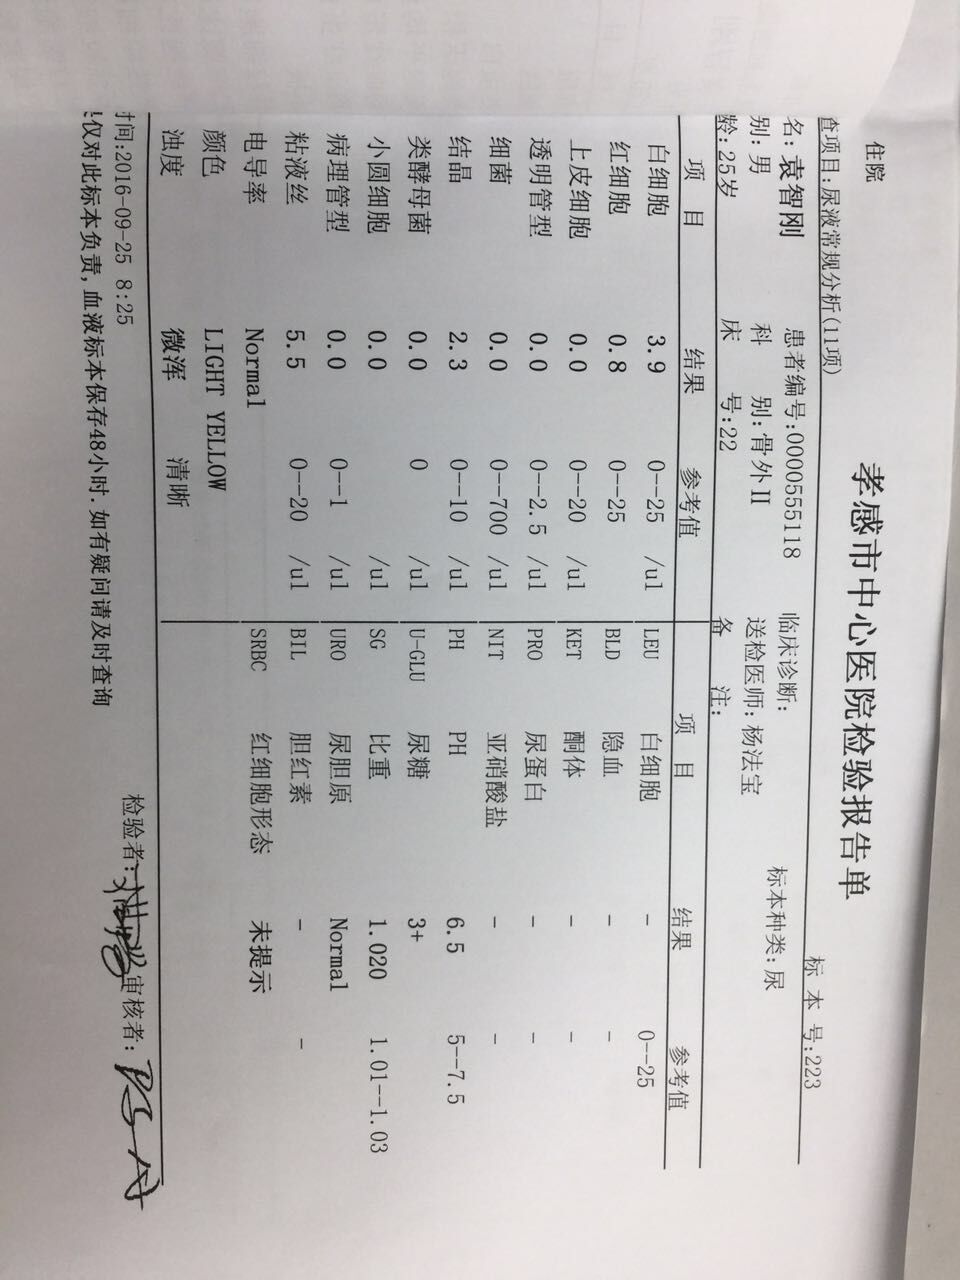 孝感市中心医院检验报告单
住院
标 本 号:223
查项目:尿液常规分析(11项)
名:袁智刚 患者编号:0000555118 临床诊断: 标本种类:尿
别:男 科 别:骨外II 送检医师:杨法宝
龄:25岁 床 号:22 备 注:
项 目 结果 参考值 项 目 结果 参考值
白细胞 3.9 0--25 /ul LEU 白细胞 - 0--25
红细胞 0.8 0--25 BLD 隐血 - -
上皮细胞 0.0 0--20 /ul KET 酮体 - -
透明管型 0.0 0--2.5 /ul PRO 尿蛋白 - -
细菌 0.0 0--700 /ul NIT 亚硝酸盐 - -
结晶 2.3 0--10 /ul PH PH 6.5 5--7.5
类酵母菌 0.0 0 /ul U-GLU 尿糖 3+
小圆细胞 0.0 /ul SG 比重 1.020 1.01--1.03
病理管型 0.0 0--1 /ul URO 尿胆原 Normal
粘液丝 5.5 0--20 /ul BIL 胆红素 - -
电导率 Normal SRBC 红细胞形态 未提示
颜色 LIGHT YELLOW
浊度 微浑 清晰
时间:2016-09-25 8:25 检验者: 审核者:
仅对此标本负责,血液标本保存48小时.如有疑问请及时查询